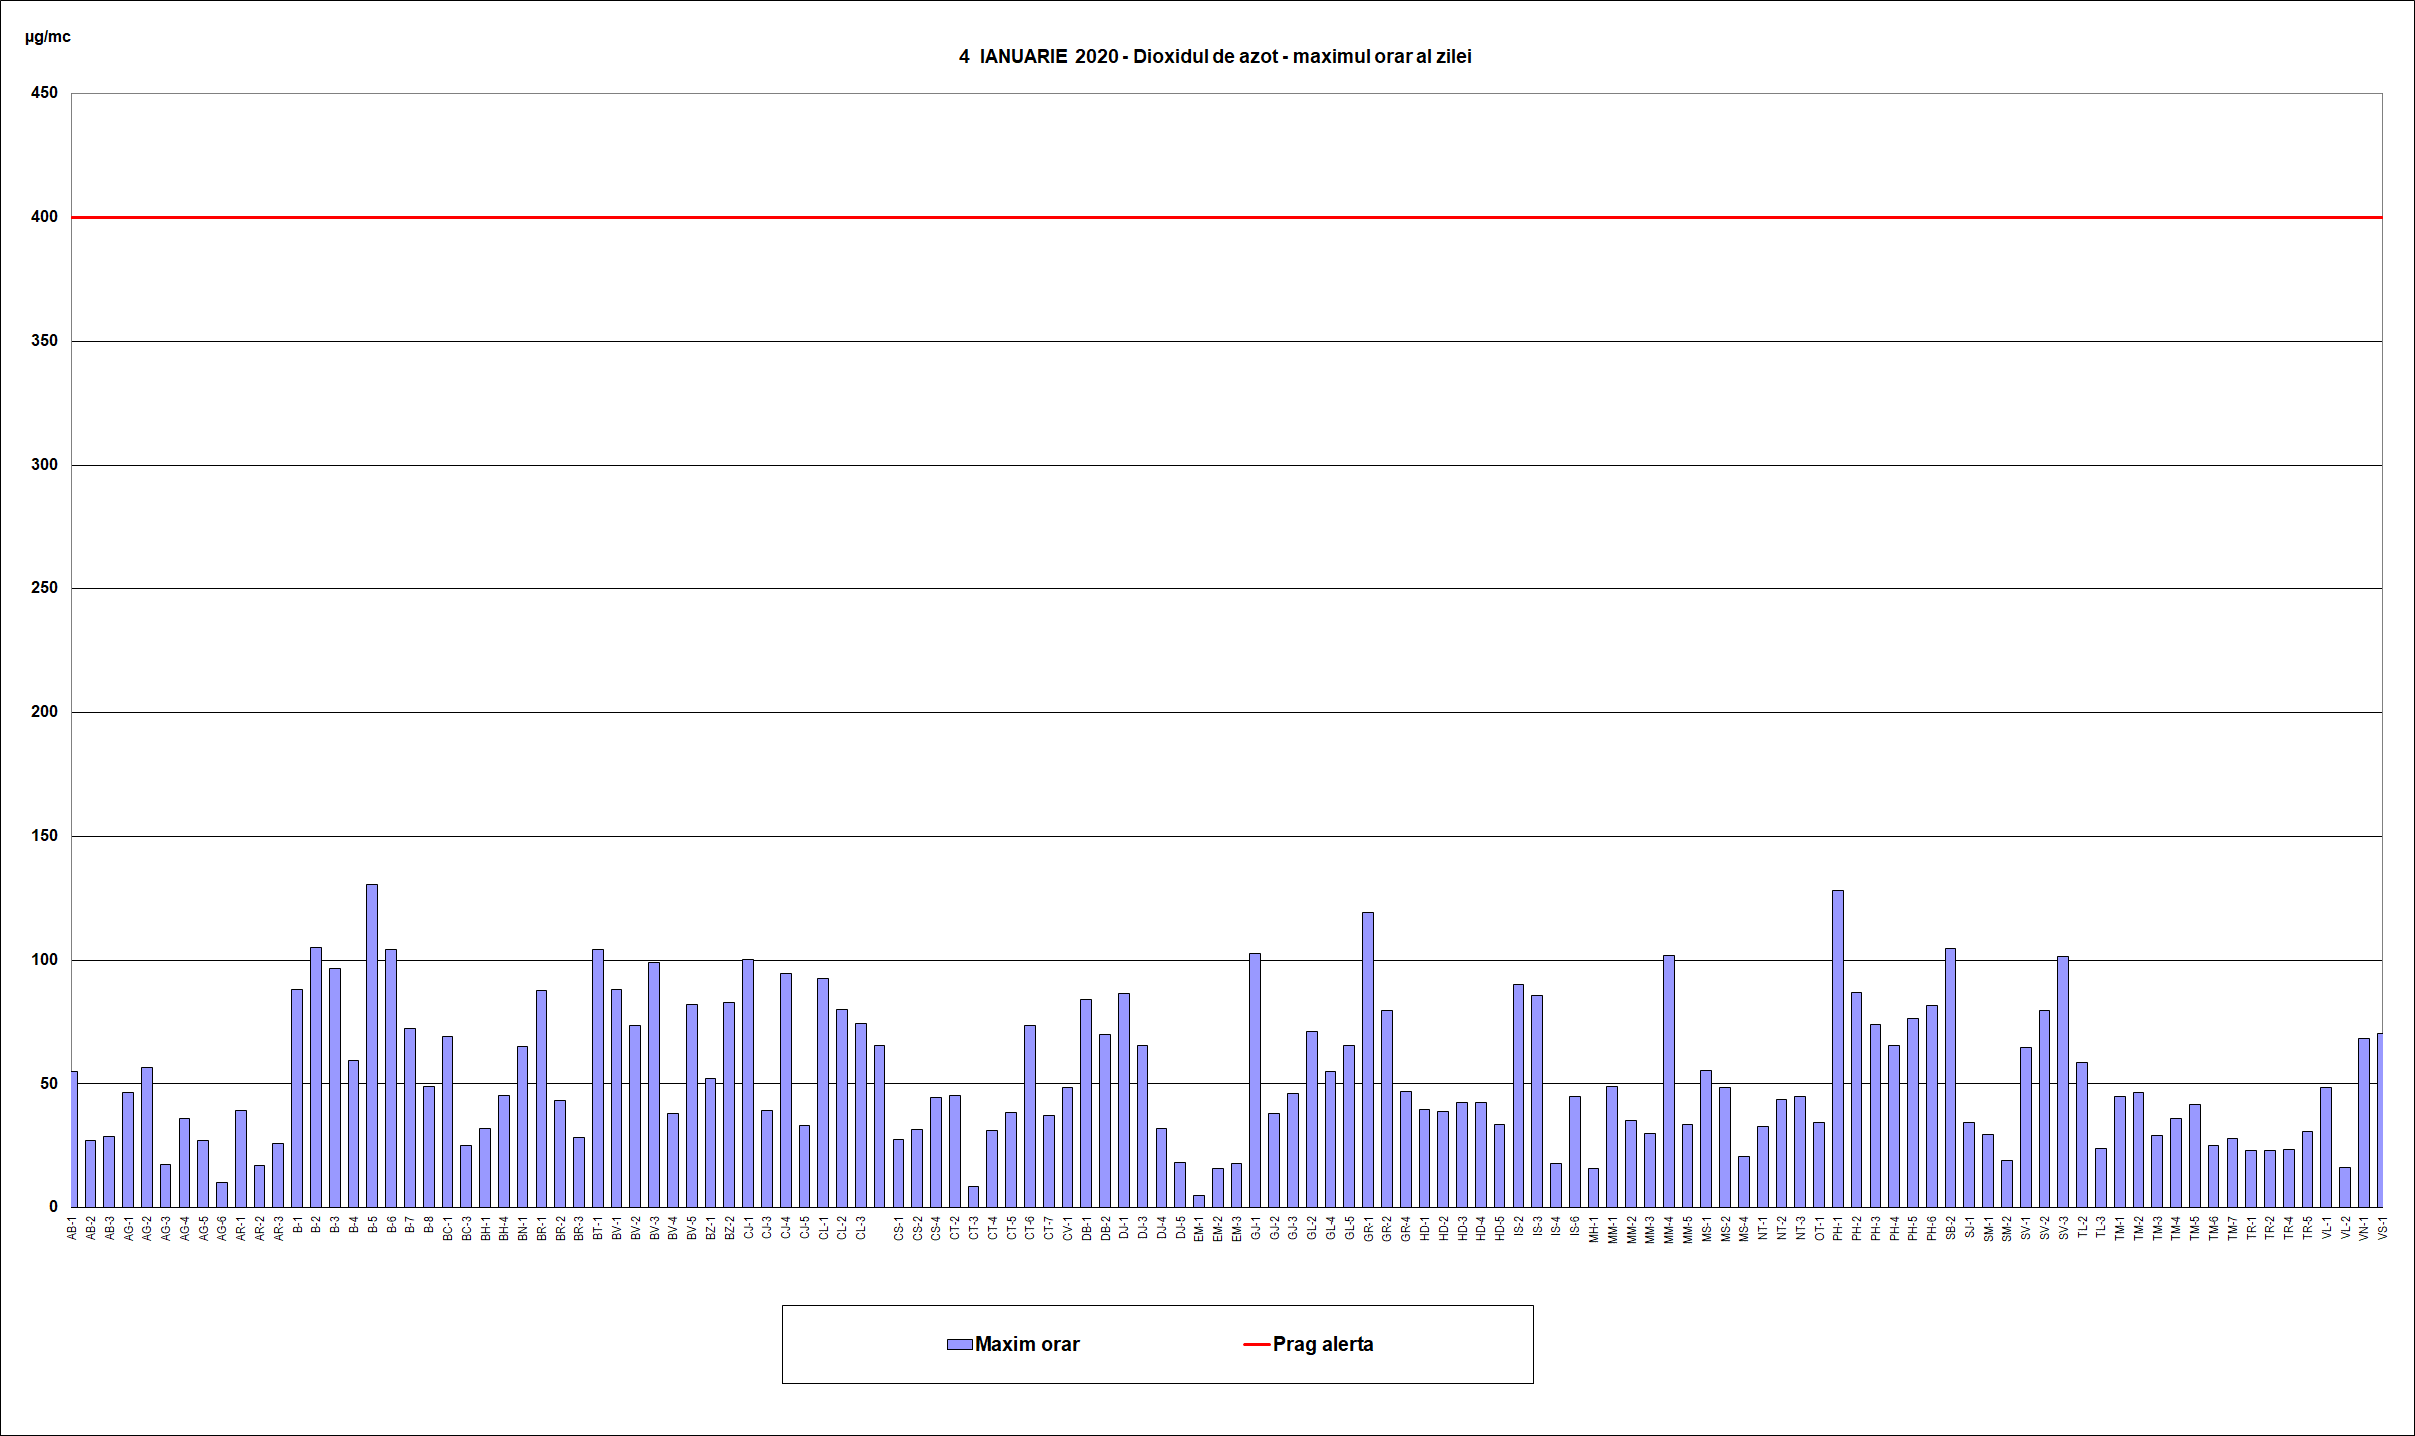 µg/mc
4 IANUARIE 2020 - Dioxidul de azot - maximul orar al zilei
450
400
350
300
250
200
150
100
50
0
AB-1 AB-2 AB-3 AG-1 AG-2 AG-3 AG-4 AG-5 AG-6 AR-1 AR-2 AR-3 B-1 B-2 B-3 B-4 B-5 B-6 B-7 B-8 BC-1 BC-3 BH-1 BH-4 BN-1 BR-1 BR-2 BR-3 BT-1 BV-1 BV-2 BV-3 BV-4 BV-5 BZ-1 BZ-2 CJ-1 CJ-3 CJ-4 CJ-5 CL-1 CL-2 CL-3 CS-1 CS-2 CS-4 CT-2 CT-3 CT-4 CT-5 CT-6 CT-7 CV-1 DB-1 DB-2 DJ-1 DJ-3 DJ-4 DJ-5 EM-1 EM-2 EM-3 GJ-1 GJ-2 GJ-3 GL-2 GL-4 GL-5 GR-1 GR-2 GR-4 HD-1 HD-2 HD-3 HD-4 HD-5 IS-2 IS-3 IS-4 IS-6 MH-1 MM-1 MM-2 MM-3 MM-4 MM-5 MS-1 MS-2 MS-4 NT-1 NT-2 NT-3 OT-1 PH-1 PH-2 PH-3 PH-4 PH-5 PH-6 SB-2 SJ-1 SM-1 SM-2 SV-1 SV-2 SV-3 TL-2 TL-3 TM-1 TM-2 TM-3 TM-4 TM-5 TM-6 TM-7 TR-1 TR-2 TR-4 TR-5 VL-1 VL-2 VN-1 VS-1
Maxim orar Prag alerta